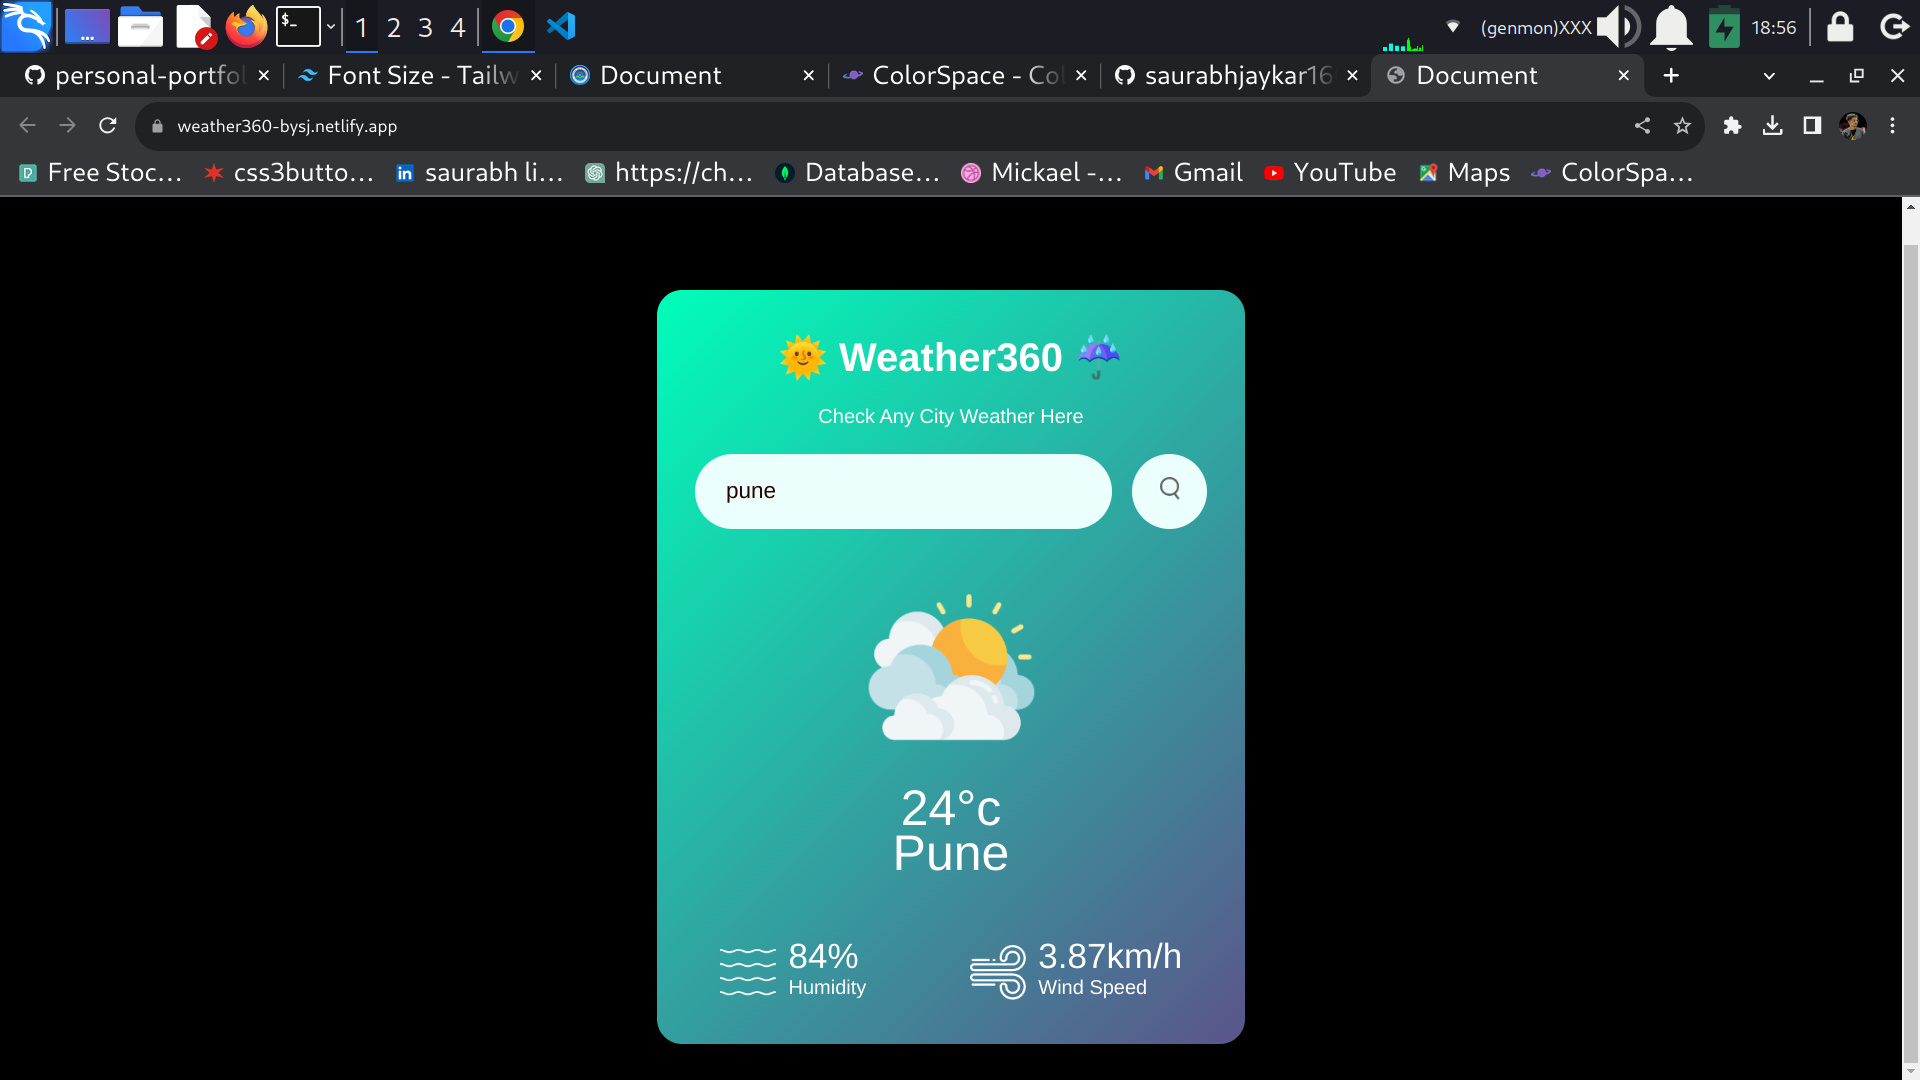 $-
1 2 3 4
(genmon)XXX
18:56
personal-portfol
Font Size - Tailw
Document
ColorSpace - Col
saurabhjaykar16
Document
weather360-bysj.netlify.app
Free Stoc...
css3butto...
saurabh li...
https://ch...
Database...
Mickael -...
Gmail
YouTube
Maps
ColorSpa...
Weather360
Check Any City Weather Here
pune
24°c
Pune
84%
Humidity
3.87km/h
Wind Speed